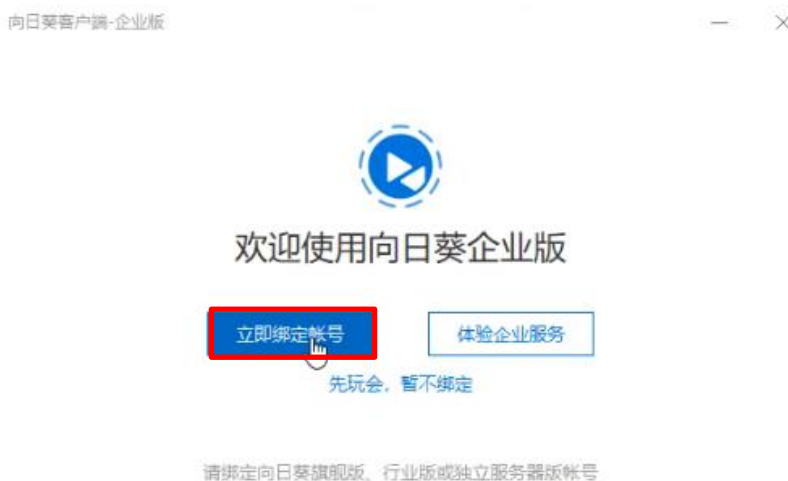 向日葵客户端-企业版
欢迎使用向日葵企业版
立即绑定帐号
体验企业服务
先玩会，暂不绑定
请绑定向日葵旗舰版、行业版或独立服务器版帐号